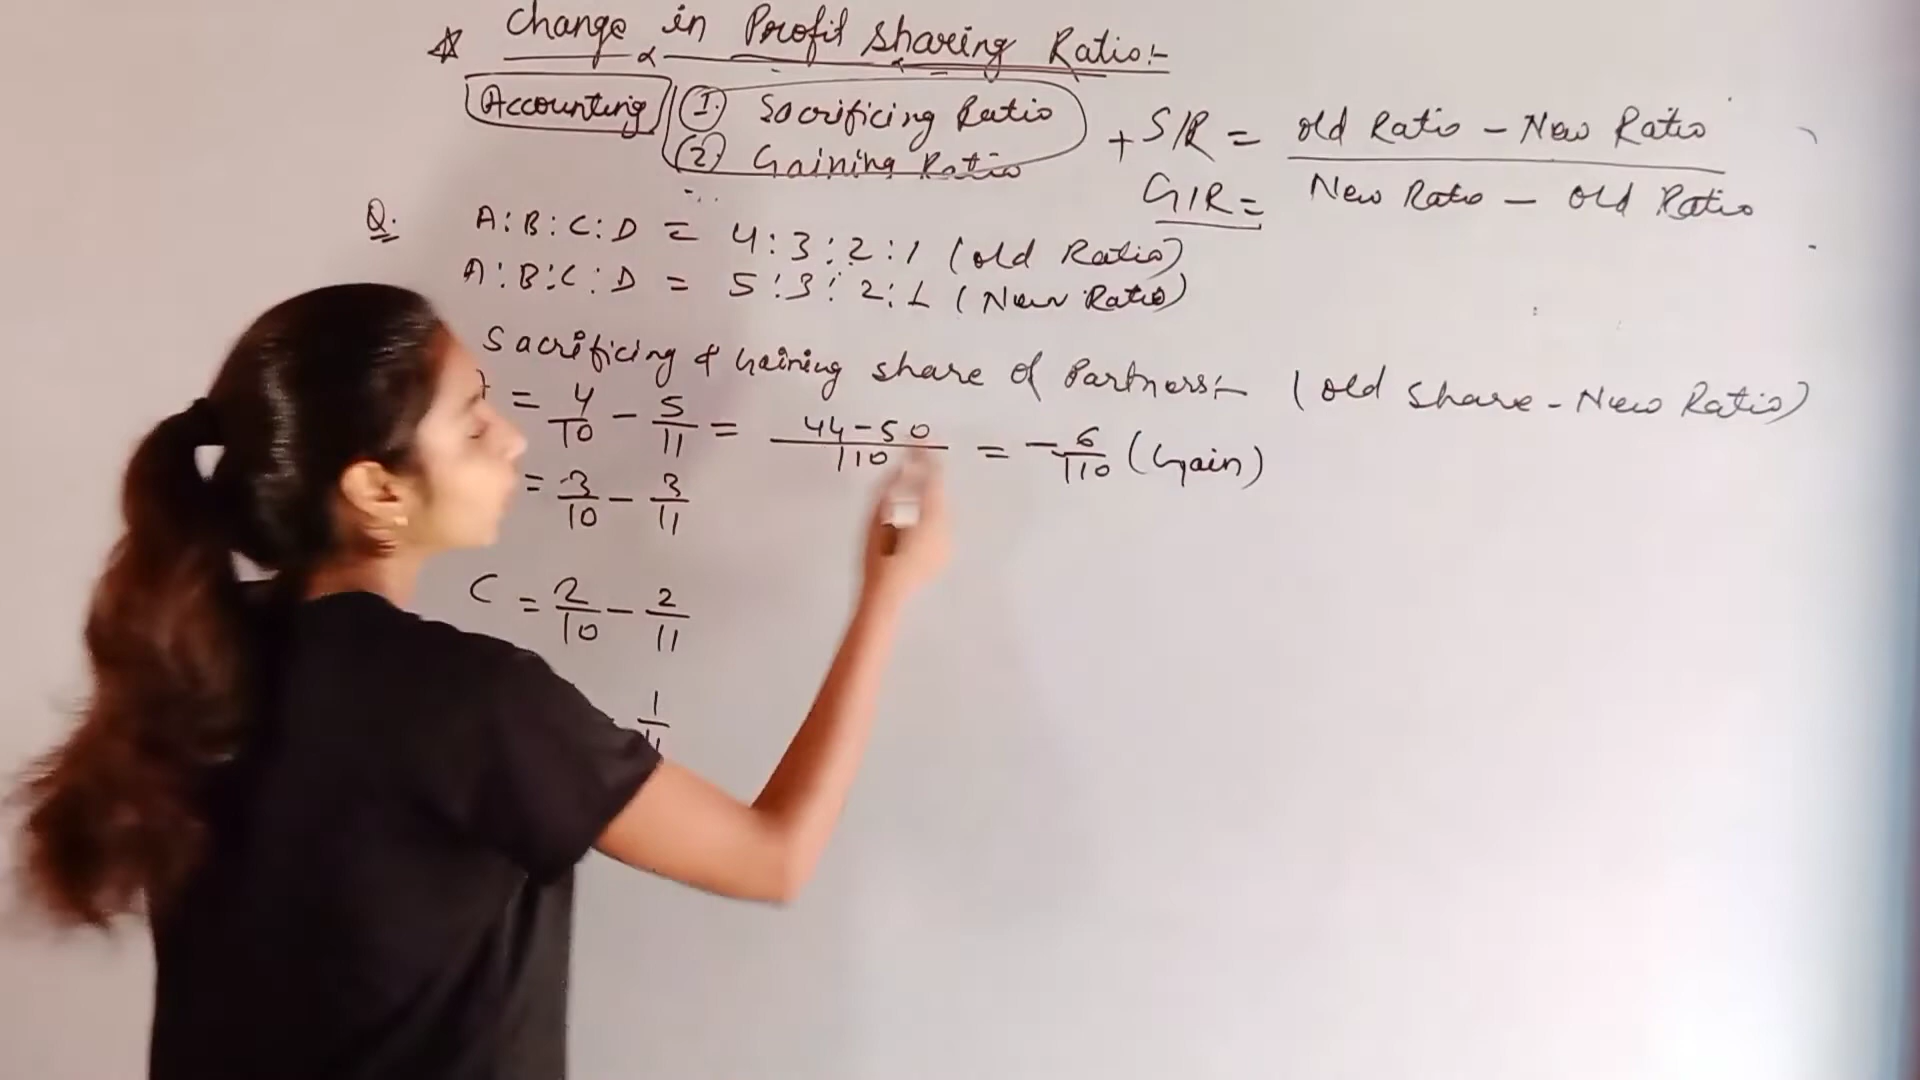 ☆ Change in Profit Sharing Ratio:-
Accounting (1.) Sacrificing Ratio
(2) Gaining Ratio
+ S/R = old Ratio - New Ratio
G/R = New Ratio - old Ratio
Q. A:B:C:D = 4:3:2:1 (old Ratio)
A:B:C:D = 5:3:2:1 (New Ratio)
Sacrificing & Gaining share of Partners:- (old Share - New Ratio)
= 4/10 - 5/11 = 44-50/110 = -6/110 (Gain)
= 3/10 - 3/11
C = 2/10 - 2/11
- 1/11